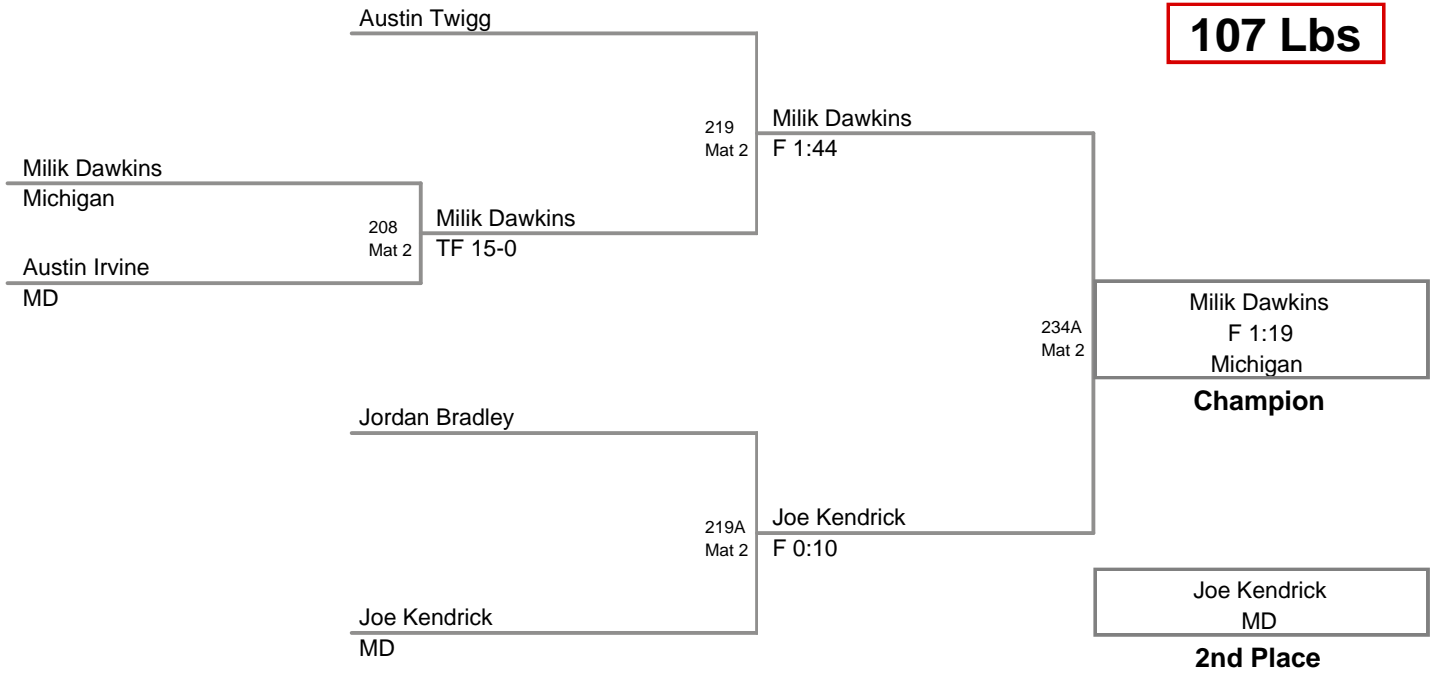 Austin Twigg
107 Lbs
219
Mat 2
Milik Dawkins
F 1:44
Milik Dawkins
Michigan
208
Mat 2
Milik Dawkins
TF 15-0
Austin Irvine
MD
234A
Mat 2
Milik Dawkins
F 1:19
Michigan
Champion
Jordan Bradley
219A
Mat 2
Joe Kendrick
F 0:10
Joe Kendrick
MD
Joe Kendrick
MD
2nd Place